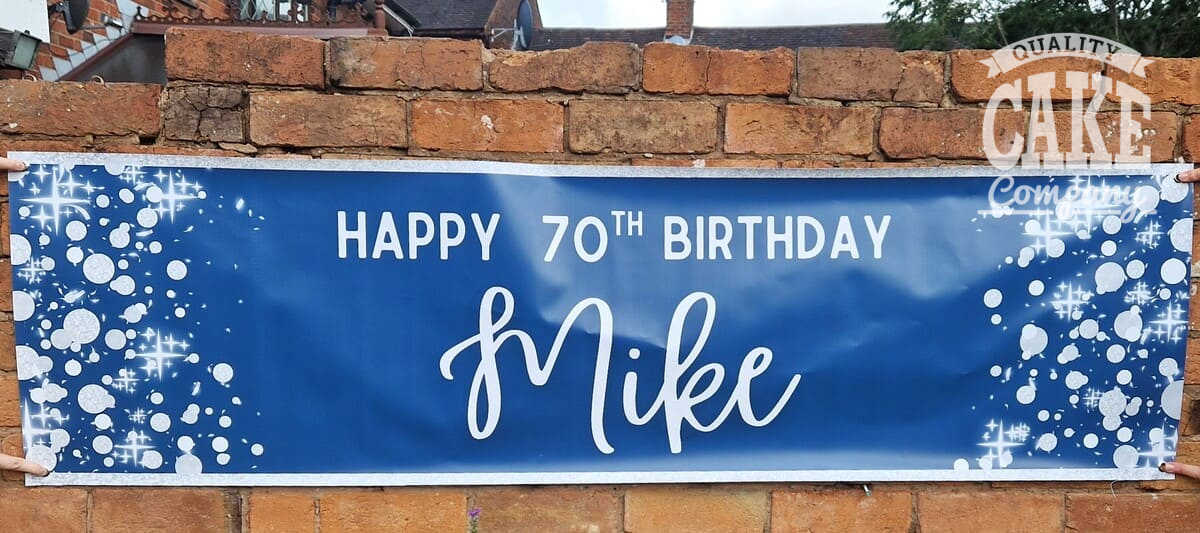 QUALITY
CAKE
Company
HAPPY 70TH BIRTHDAY
Mike